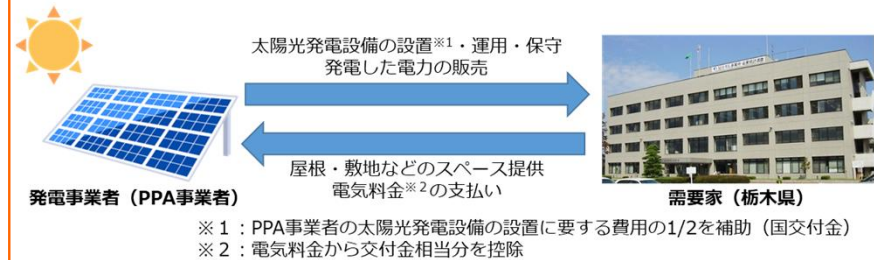 太陽光発電設備の設置※1・運用・保守
発電した電力の販売
屋根・敷地などのスペース提供
電気料金※2の支払い
発電事業者（PPA事業者）
需要家（栃木県）
※１：PPA事業者の太陽光発電設備の設置に要する費用の1/2を補助（国交付金）
※２：電気料金から交付金相当分を控除